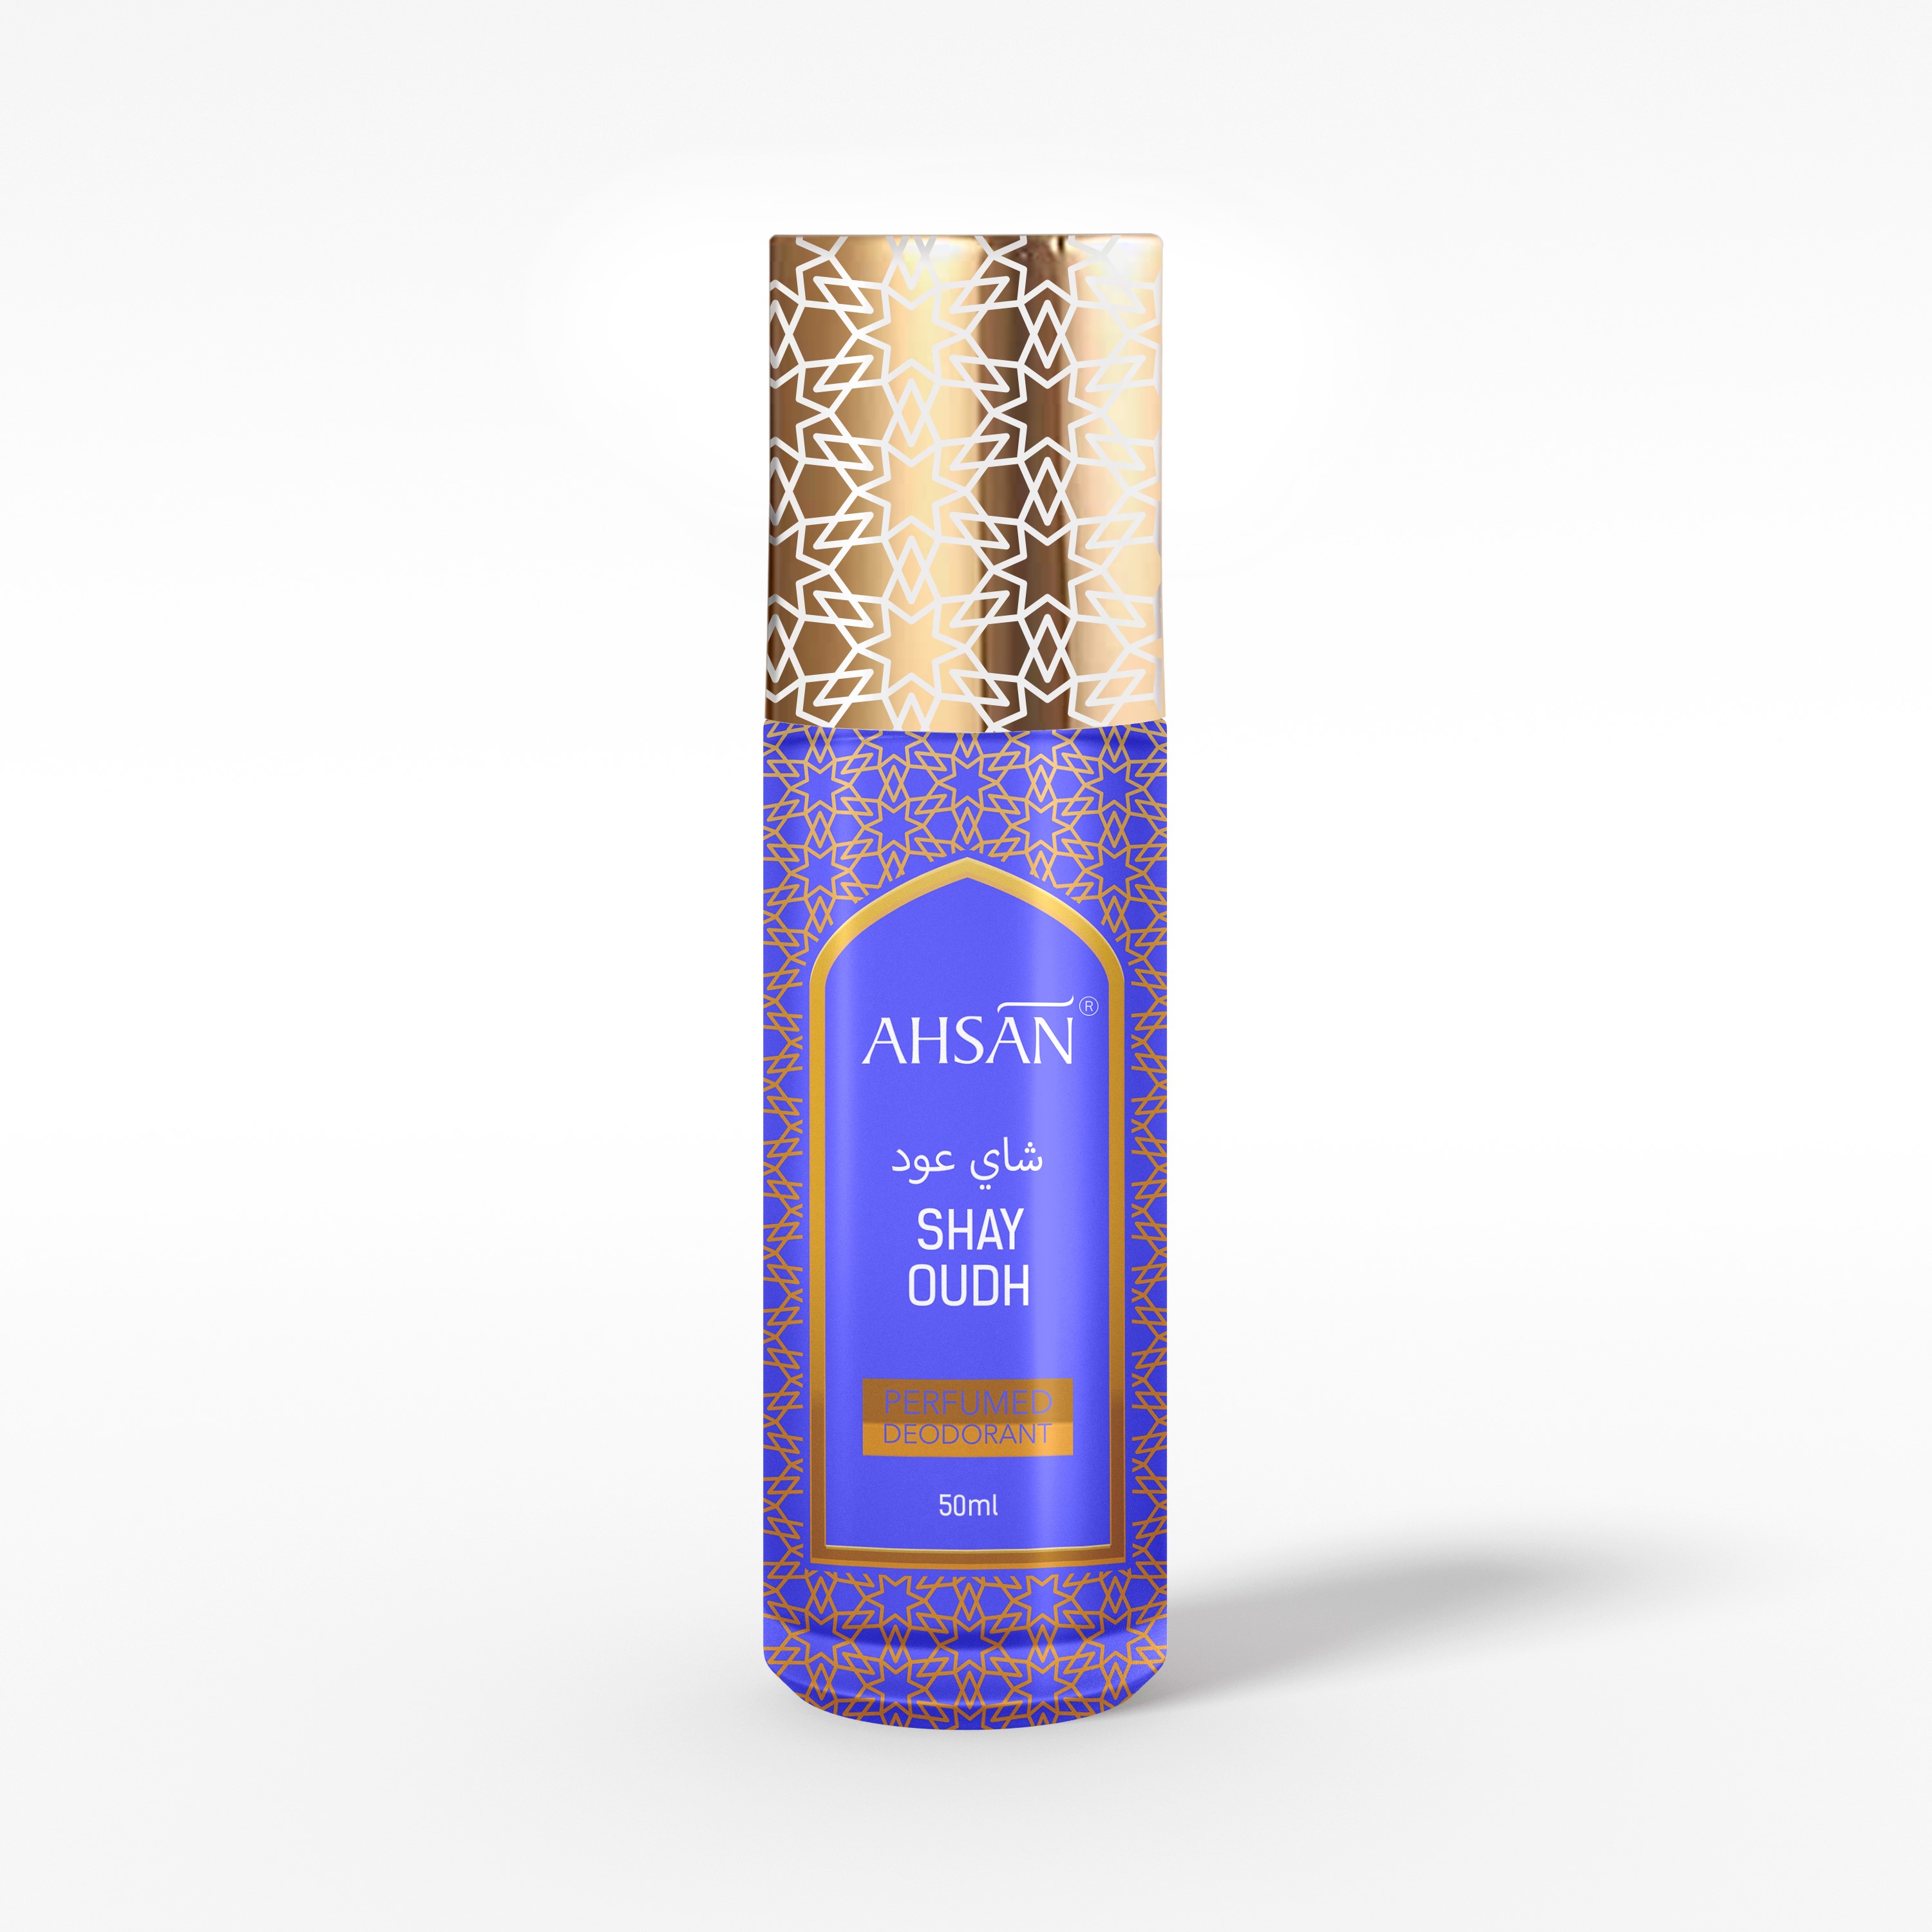 AHSAN®
شاي عود
SHAY
OUDH
PERFUMED
DEODORANT
50ml